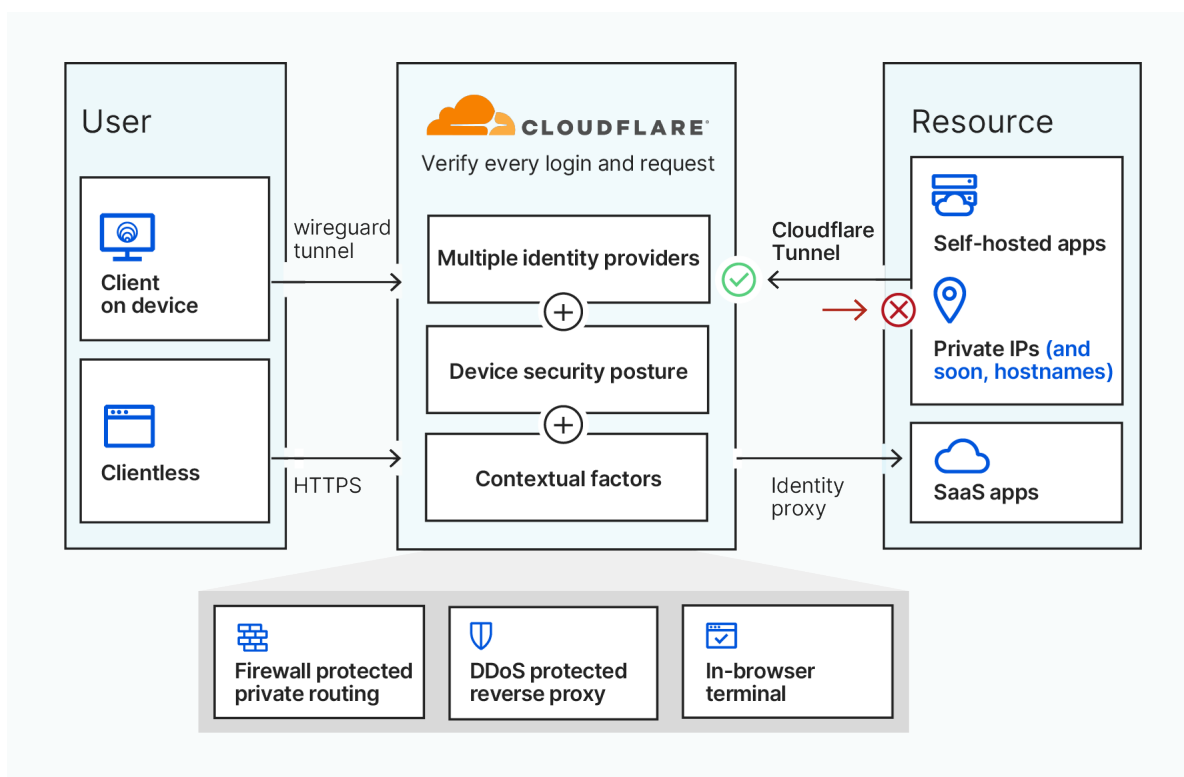 User
Client
on device
Clientless
wireguard
tunnel
HTTPS
CLOUDFLARE
Verify every login and request
Multiple identity providers
Device security posture
Contextual factors
Cloudflare
Tunnel
Identity
proxy
Resource
Self-hosted apps
Private IPs (and
soon, hostnames)
SaaS apps
Firewall protected
private routing
DDoS protected
reverse proxy
In-browser
terminal